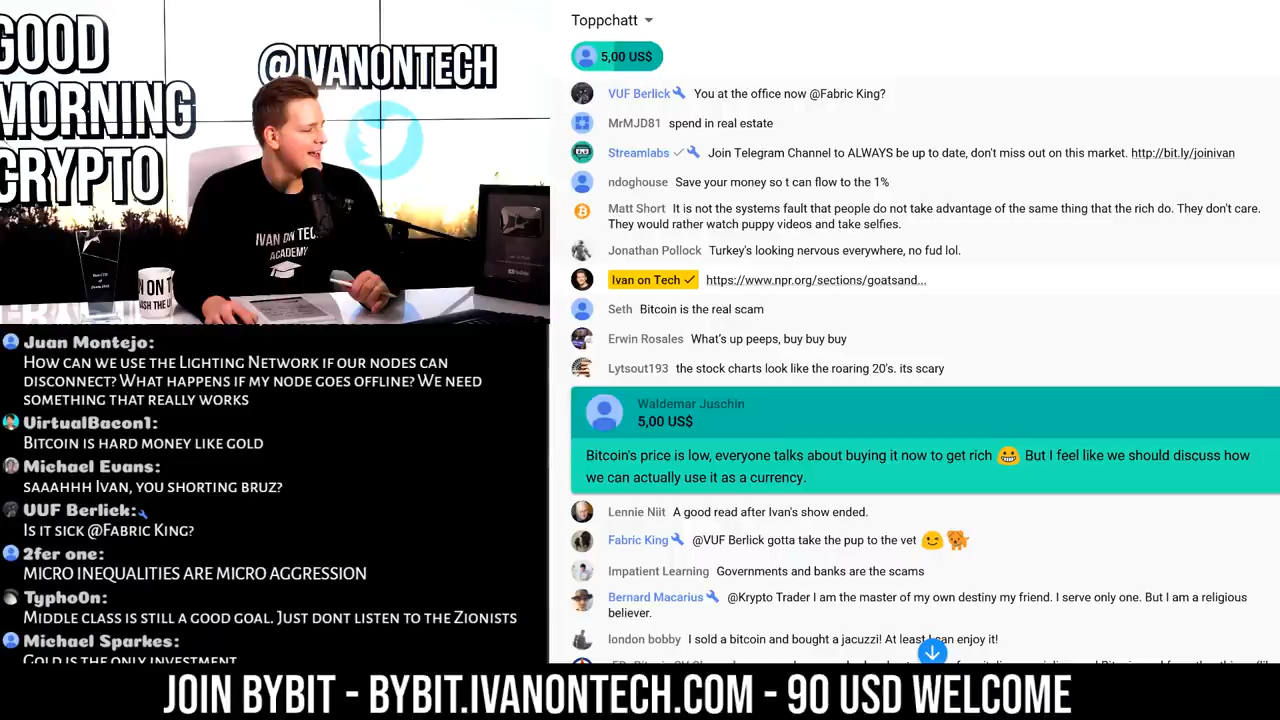 GOOD
MORNING
CRYPTO
@IVANONTECH
IVAN ON TECH
ACADEMY
Juan Montejo:
How can we use the Lighting Network if our nodes can
disconnect? What happens if my node goes offline? We need
something that really works
VirtualBacon1:
Bitcoin is hard money like gold
Michael Evans:
saaahhh Ivan, you shorting bruz?
VUF Berlick:
Is it sick @Fabric King?
2fer one:
MICRO INEQUALITIES ARE MICRO AGGRESSION
Typho0n:
Middle class is still a good goal. Just dont listen to the Zionists
Michael Sparkes:
Gold is the only investment
Toppchatt
5,00 US$
VUF Berlick You at the office now @Fabric King?
MrMJD81 spend in real estate
Streamlabs Join Telegram Channel to ALWAYS be up to date, don't miss out on this market. http://bit.ly/joinivan
ndoghouse Save your money so t can flow to the 1%
Matt Short It is not the systems fault that people do not take advantage of the same thing that the rich do. They don't care.
They would rather watch puppy videos and take selfies.
Jonathan Pollock Turkey's looking nervous everywhere, no fud lol.
Ivan on Tech https://www.npr.org/sections/goatsand...
Seth Bitcoin is the real scam
Erwin Rosales What's up peeps, buy buy buy
Lytsout193 the stock charts look like the roaring 20's. its scary
Waldemar Juschin
5,00 US$
Bitcoin's price is low, everyone talks about buying it now to get rich 😬 But I feel like we should discuss how
we can actually use it as a currency.
Lennie Niit A good read after Ivan's show ended.
Fabric King @VUF Berlick gotta take the pup to the vet 😉 🐕
Impatient Learning Governments and banks are the scams
Bernard Macarius @Krypto Trader I am the master of my own destiny my friend. I serve only one. But I am a religious
believer.
london bobby I sold a bitcoin and bought a jacuzzi! At least I can enjoy it!
JOIN BYBIT - BYBIT.IVANONTECH.COM - 90 USD WELCOME